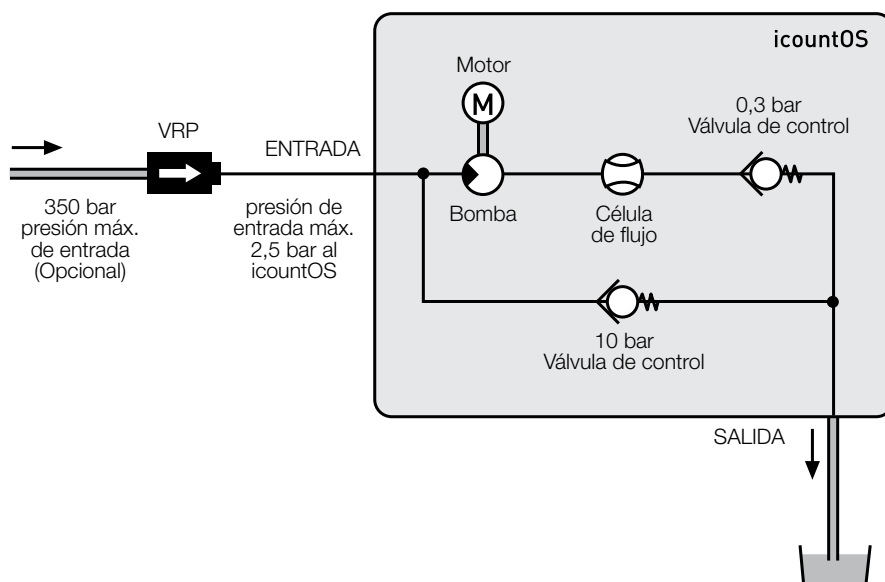 icountOS
Motor
M
0,3 bar
Válvula de control
VRP
ENTRADA
350 bar
presión máx.
de entrada
(Opcional)
presión de
entrada máx.
2,5 bar al
icountOS
Bomba
Célula
de flujo
10 bar
Válvula de control
SALIDA